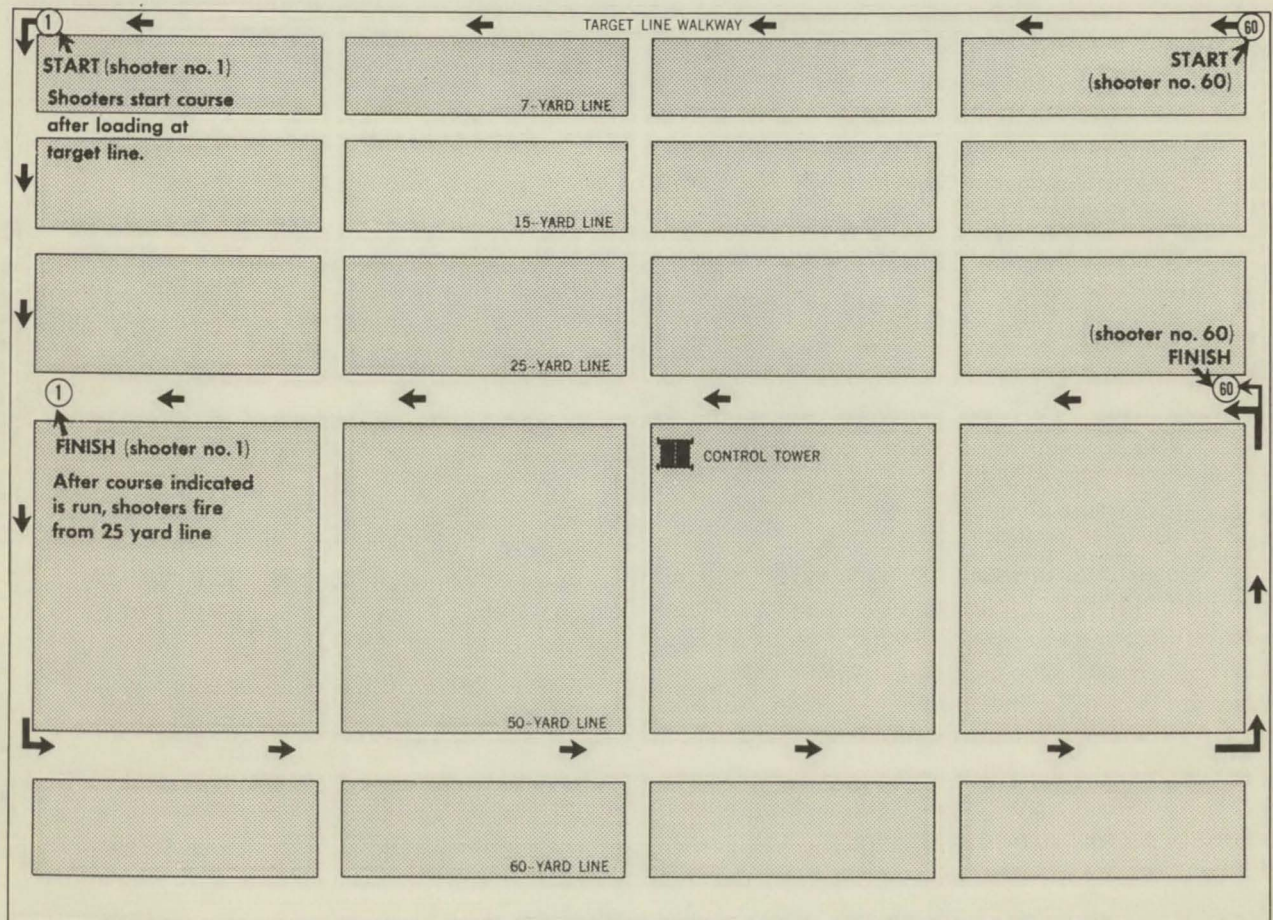 TARGET LINE WALKWAY
1
60
START (shooter no. 1)
Shooters start course
after loading at
target line.
START
(shooter no. 60)
7-YARD LINE
15-YARD LINE
25-YARD LINE
(shooter no. 60)
FINISH
60
1
FINISH (shooter no. 1)
After course indicated
is run, shooters fire
from 25 yard line
CONTROL TOWER
50-YARD LINE
60-YARD LINE